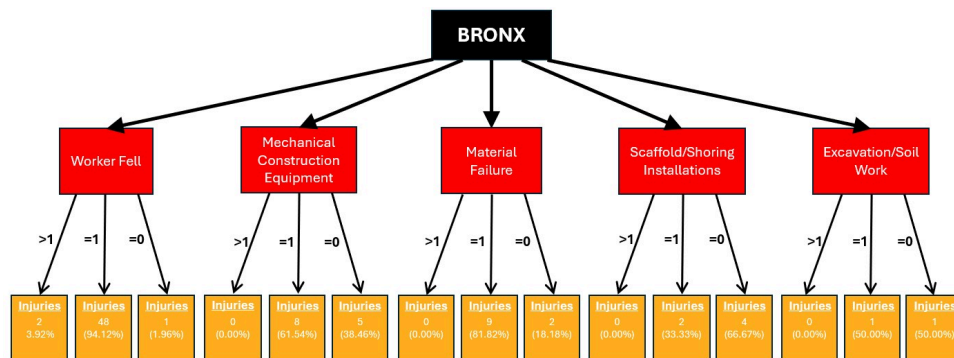 BRONX
Worker Fell
Mechanical
Construction
Equipment
Material
Failure
Scaffold/Shoring
Installations
Excavation/Soil
Work
>1
=1
=0
>1
=1
=0
>1
=1
=0
>1
=1
=0
>1
=1
=0
Injuries
2
3.92%
Injuries
48
(94.12%)
Injuries
1
(1.96%)
Injuries
0
(0.00%)
Injuries
8
(61.54%)
Injuries
5
(38.46%)
Injuries
0
(0.00%)
Injuries
9
(81.82%)
Injuries
2
(18.18%)
Injuries
0
(0.00%)
Injuries
2
(33.33%)
Injuries
4
(66.67%)
Injuries
0
(0.00%)
Injuries
1
(50.00%)
Injuries
1
(50.00%)